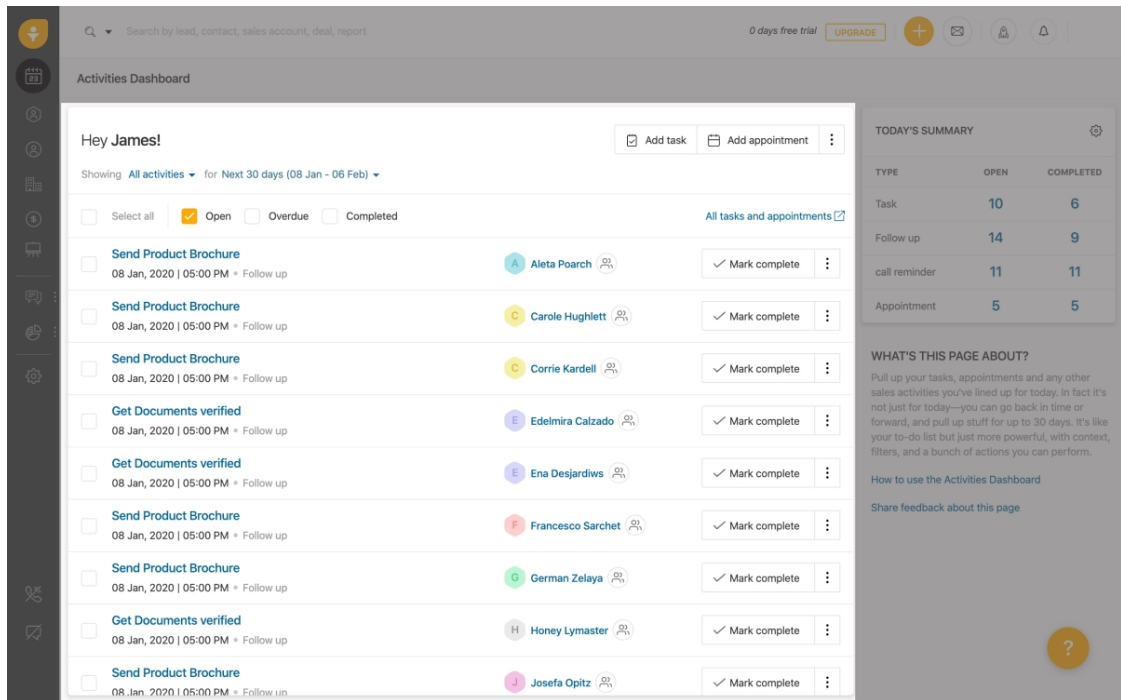 Search by lead, contact, sales account, deal, report
0 days free trial UPGRADE
23
Activities Dashboard
Hey James!
Add task Add appointment
Showing All activities for Next 30 days (08 Jan - 06 Feb)
Select all Open Overdue Completed All tasks and appointments
Send Product Brochure
08 Jan, 2020 | 05:00 PM Follow up
A Aleta Poarch Mark complete
Send Product Brochure
08 Jan, 2020 | 05:00 PM Follow up
C Carole Hughlett Mark complete
Send Product Brochure
08 Jan, 2020 | 05:00 PM Follow up
C Corrie Kardell Mark complete
Get Documents verified
08 Jan, 2020 | 05:00 PM Follow up
E Edelmira Calzado Mark complete
Get Documents verified
08 Jan, 2020 | 05:00 PM Follow up
E Ena Desjardiws Mark complete
Send Product Brochure
08 Jan, 2020 | 05:00 PM Follow up
F Francesco Sarchet Mark complete
Send Product Brochure
08 Jan, 2020 | 05:00 PM Follow up
G German Zelaya Mark complete
Get Documents verified
08 Jan, 2020 | 05:00 PM Follow up
H Honey Lymaster Mark complete
Send Product Brochure
08 Jan, 2020 | 05:00 PM Follow up
J Josefa Opitz Mark complete
TODAY'S SUMMARY
TYPE OPEN COMPLETED
Task 10 6
Follow up 14 9
call reminder 11 11
Appointment 5 5
WHAT'S THIS PAGE ABOUT?
Pull up your tasks, appointments and any other
sales activities you've lined up for today. In fact it's
not just for today—you can go back in time or
forward, and pull up stuff for up to 30 days. It's like
your to-do list but just more powerful, with context,
filters, and a bunch of actions you can perform.
How to use the Activities Dashboard
Share feedback about this page
?